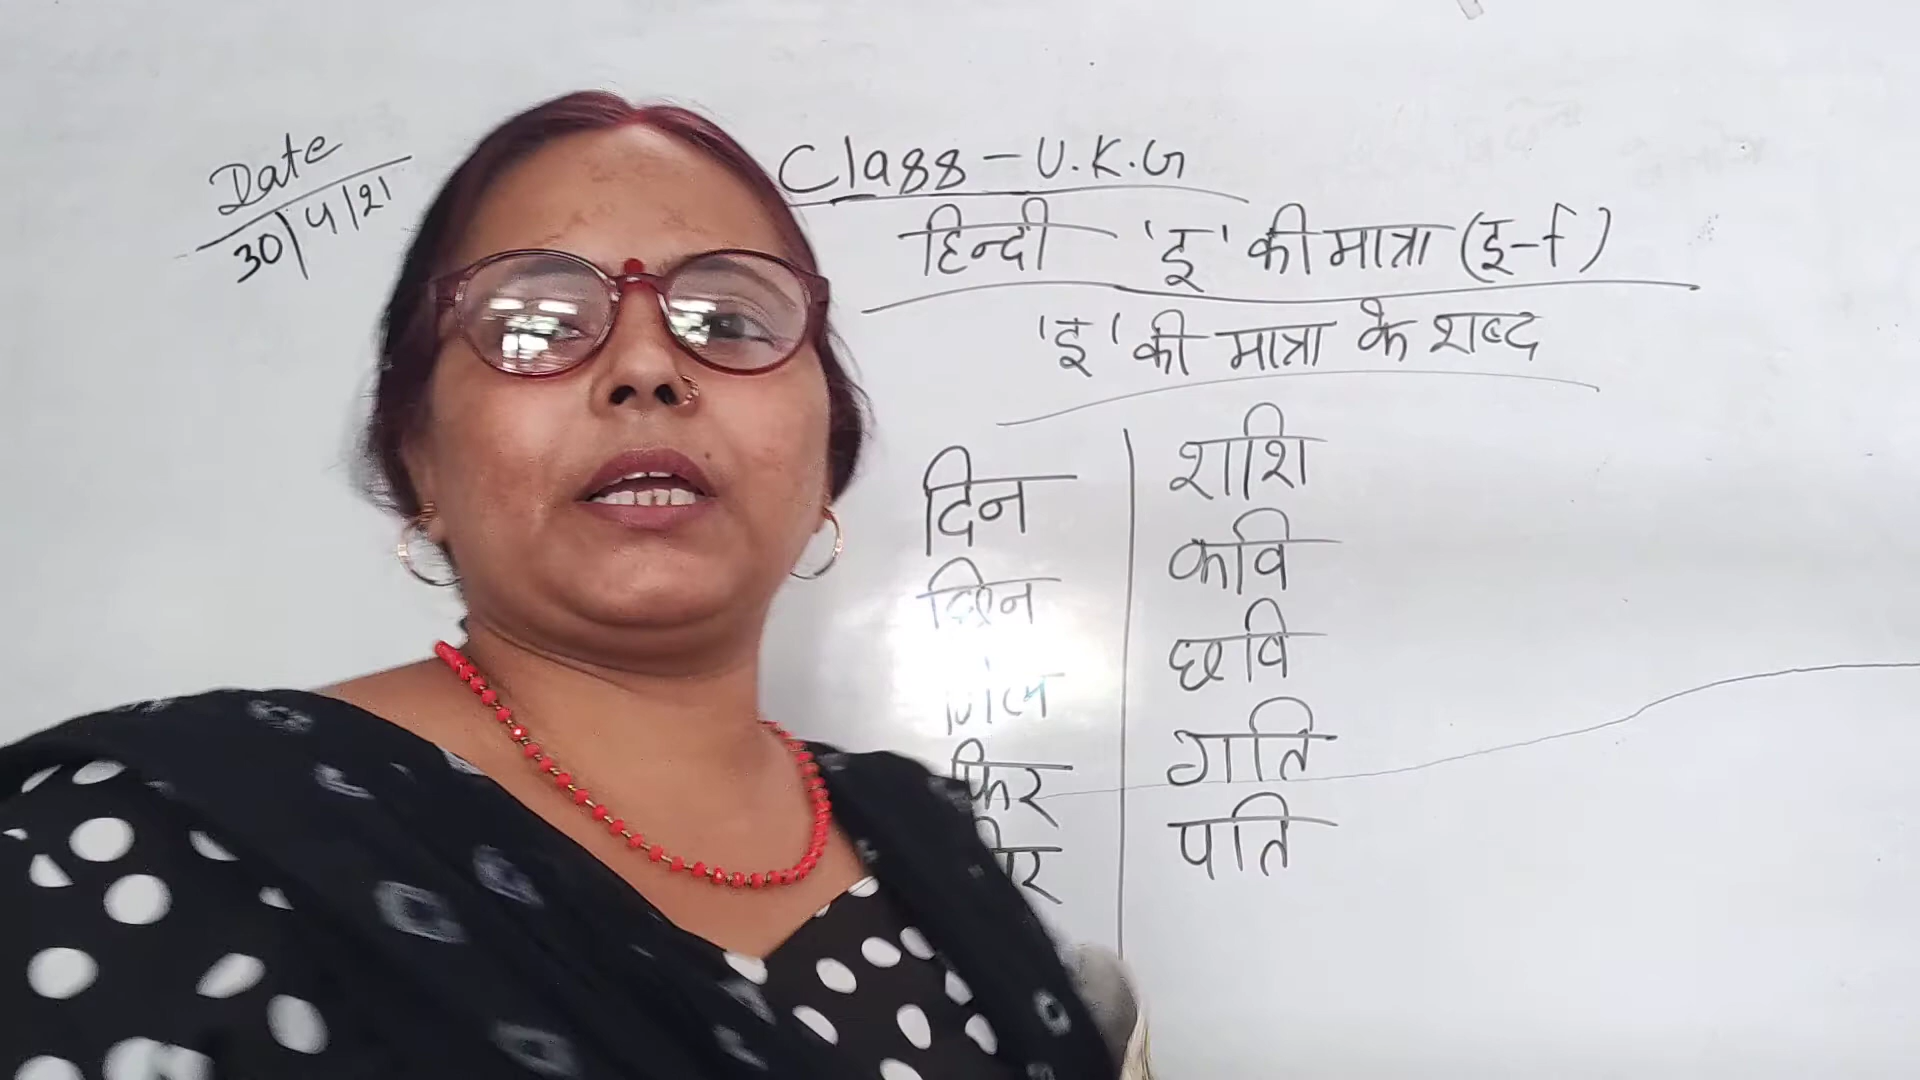 Date
30/4/21
Class - U.K.G
हिन्दी 'इ' की मात्रा (इ-ि)
'इ' की मात्रा के शब्द
दिन
छिन
फिर
शशि
कवि
छवि
गति
पति